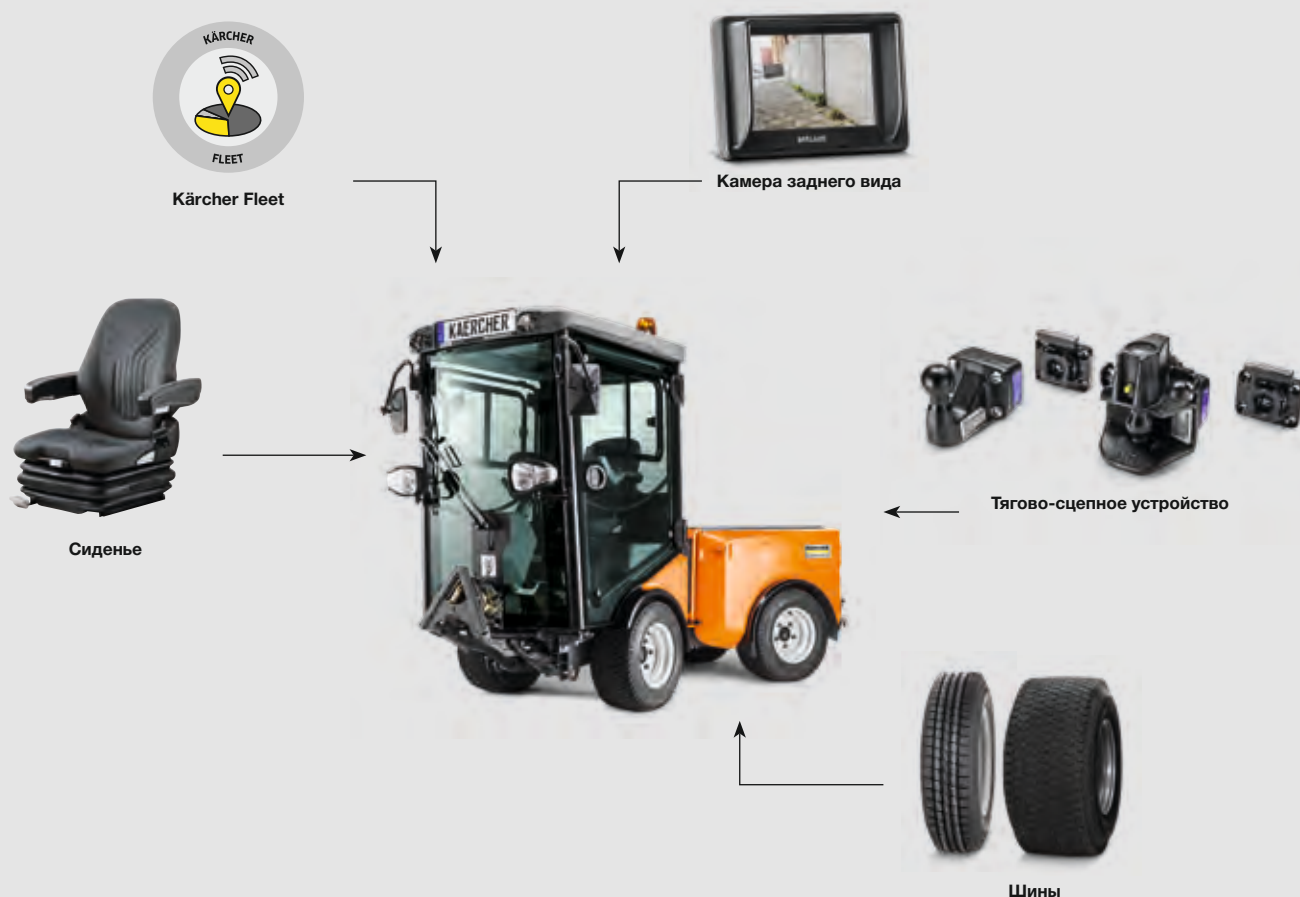 KÄRCHER
FLEET
Kärcher Fleet
Камера заднего вида
KAERCHER
Сиденье
Тягово-сцепное устройство
Шины